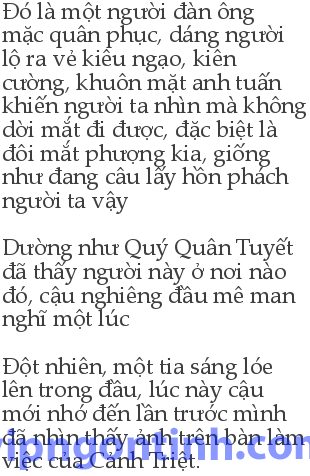 Đó là một người đàn ông
mặc quân phục, dáng người
lộ ra vẻ kiêu ngạo, kiên
cường, khuôn mặt anh tuấn
khiến người ta nhìn mà không
dời mắt đi được, đặc biệt là
đôi mắt phượng kia, giống
như đang câu lấy hồn phách
người ta vậy
Dường như Quý Quân Tuyết
đã thấy người này ở nơi nào
đó, cậu nghiêng đầu mê man
nghĩ một lúc
Đột nhiên, một tia sáng lóe
lên trong đầu, lúc này cậu
mới nhớ đến lần trước mình
đã nhìn thấy ảnh trên bàn làm
việc của Cảnh Triệt.
vipngontinh.com